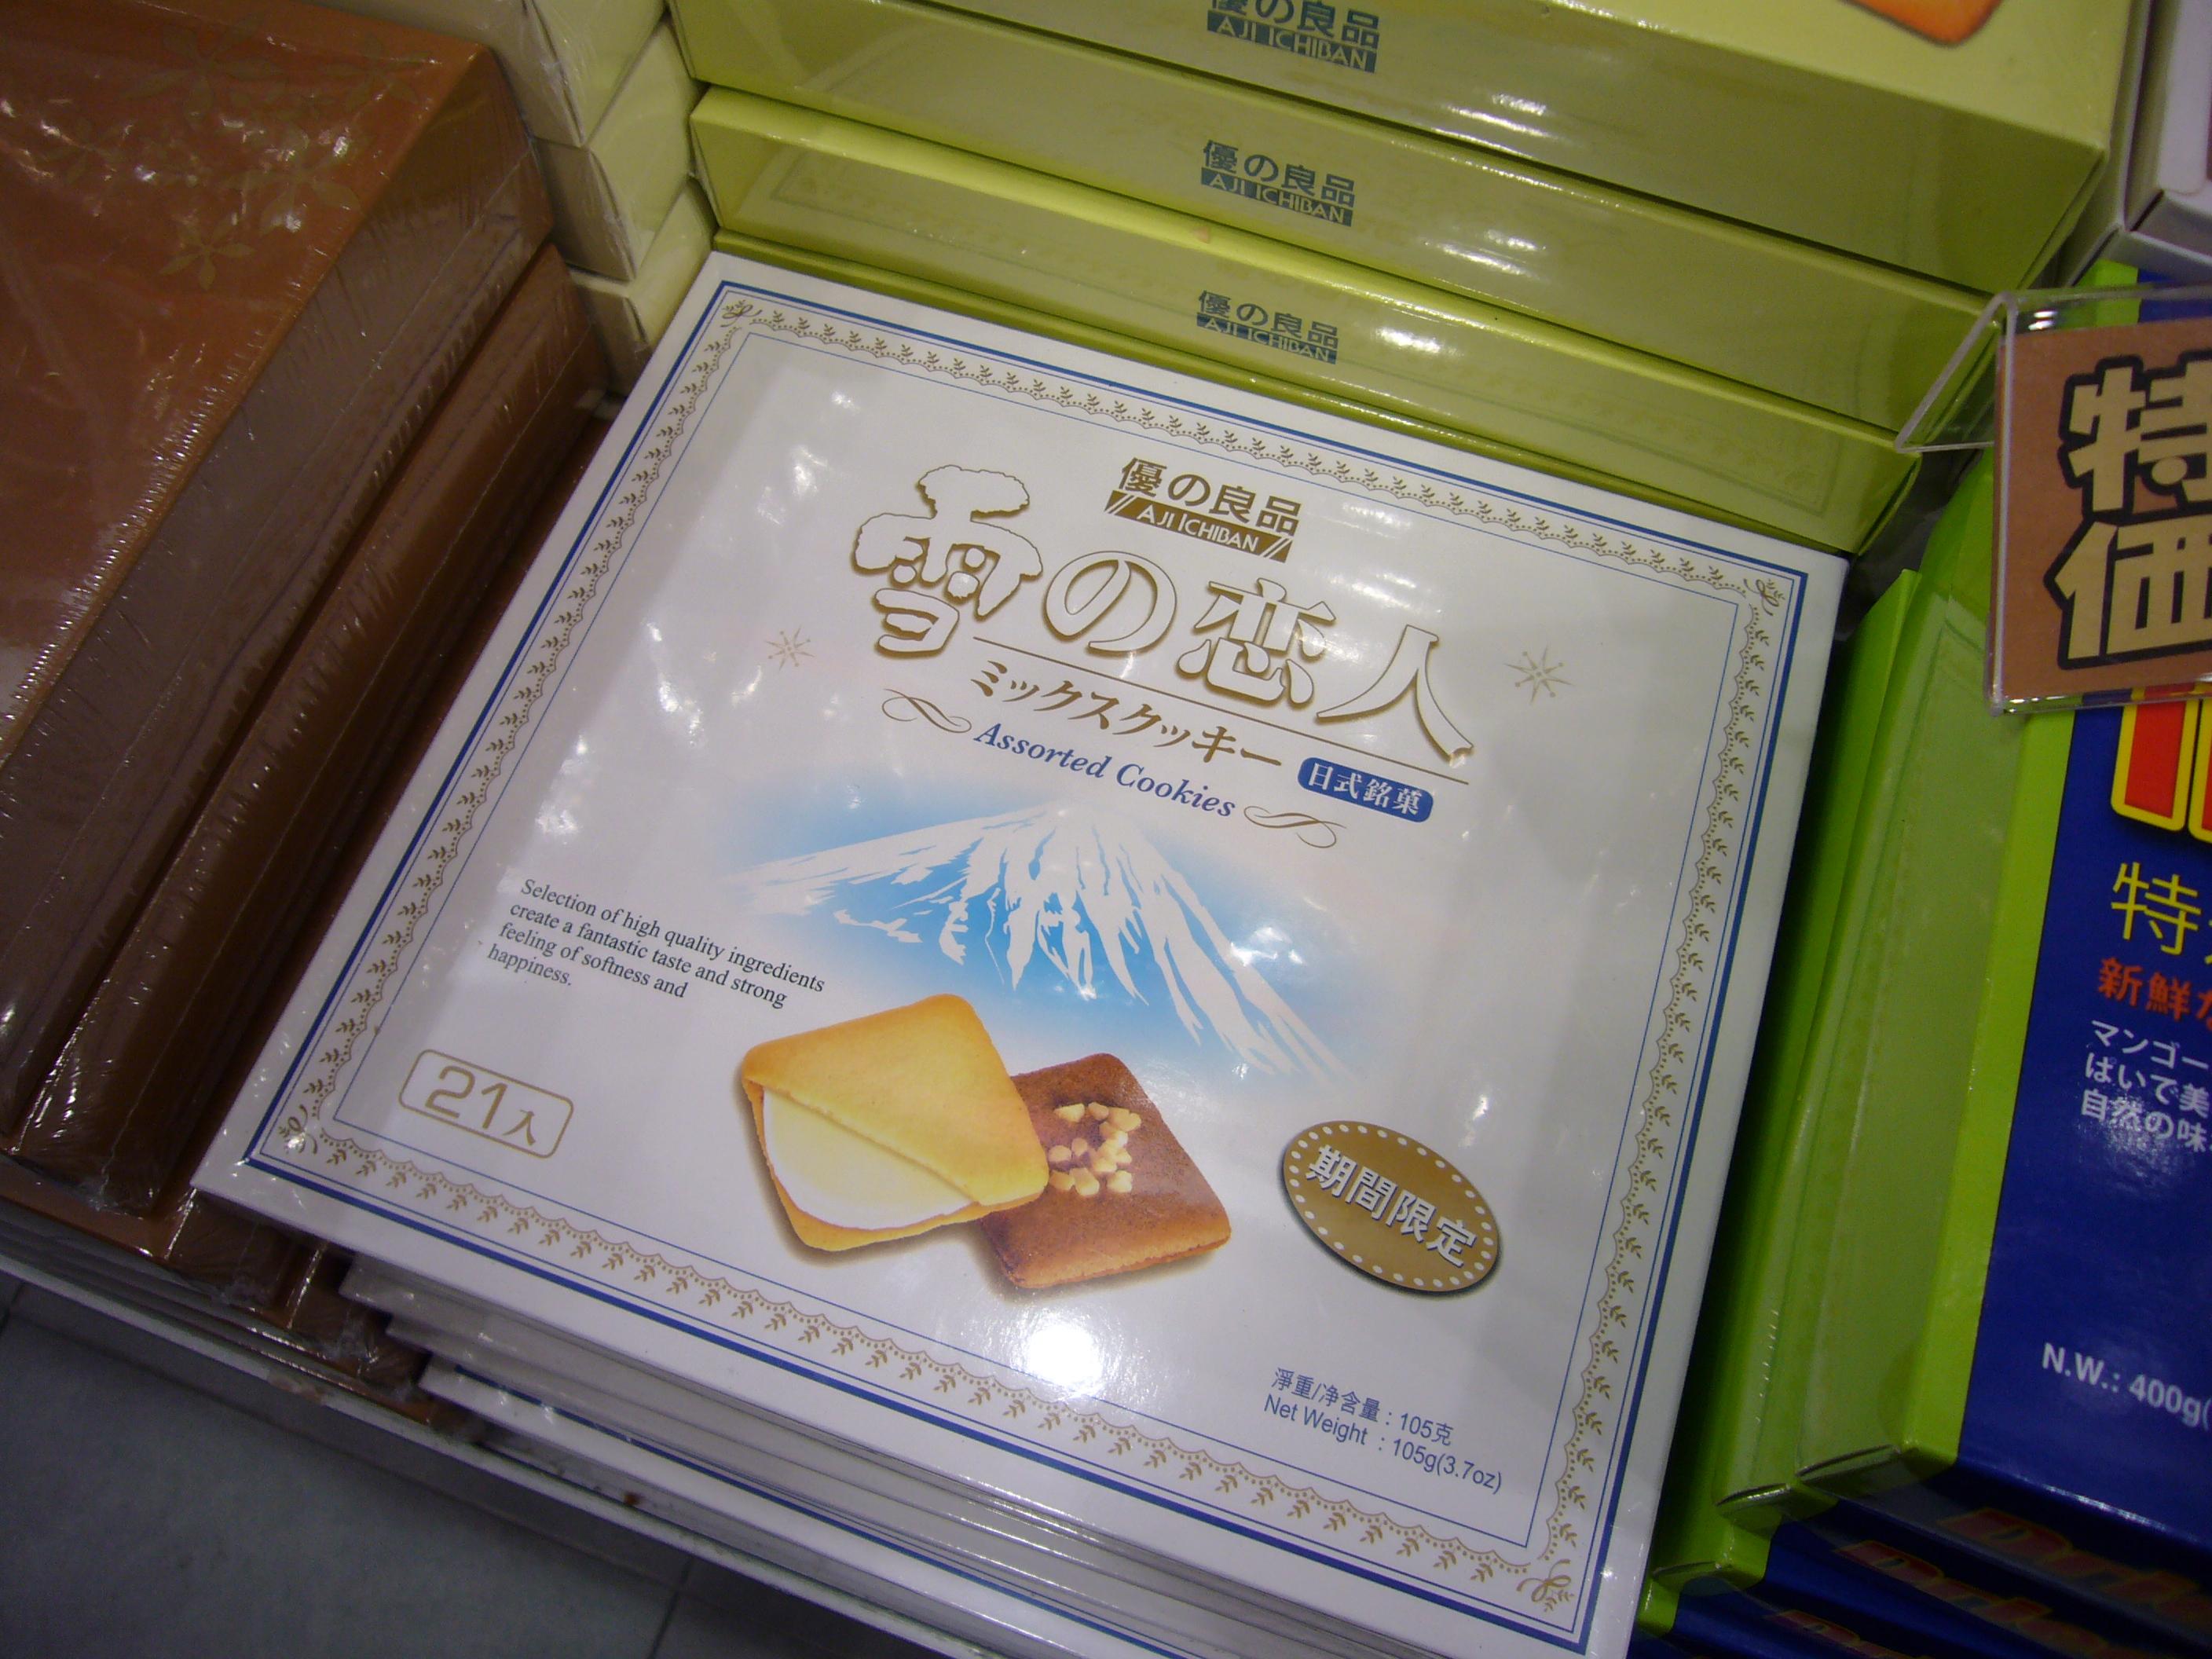 優の良品
AJI ICHIBAN
優の良品
AJI ICHIBAN
優の良品
AJI ICHIBAN
優の良品
AJI ICHIBAN
雪の恋人
ミックスクッキー
日式銘菓
Assorted Cookies
Selection of high quality ingredients
create a fantastic taste and strong
feeling of softness and
happiness.
21入
期間限定
淨重/净含量：105克
Net Weight : 105g(3.7oz)
特
価
特
新鮮な
マンゴー
ぱいで美
自然の味
N.W.: 400g(